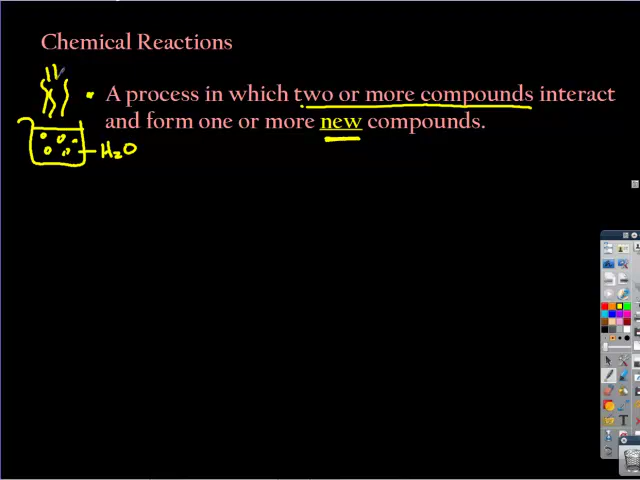 Chemical Reactions
A process in which two or more compounds interact
and form one or more new compounds.
H₂O